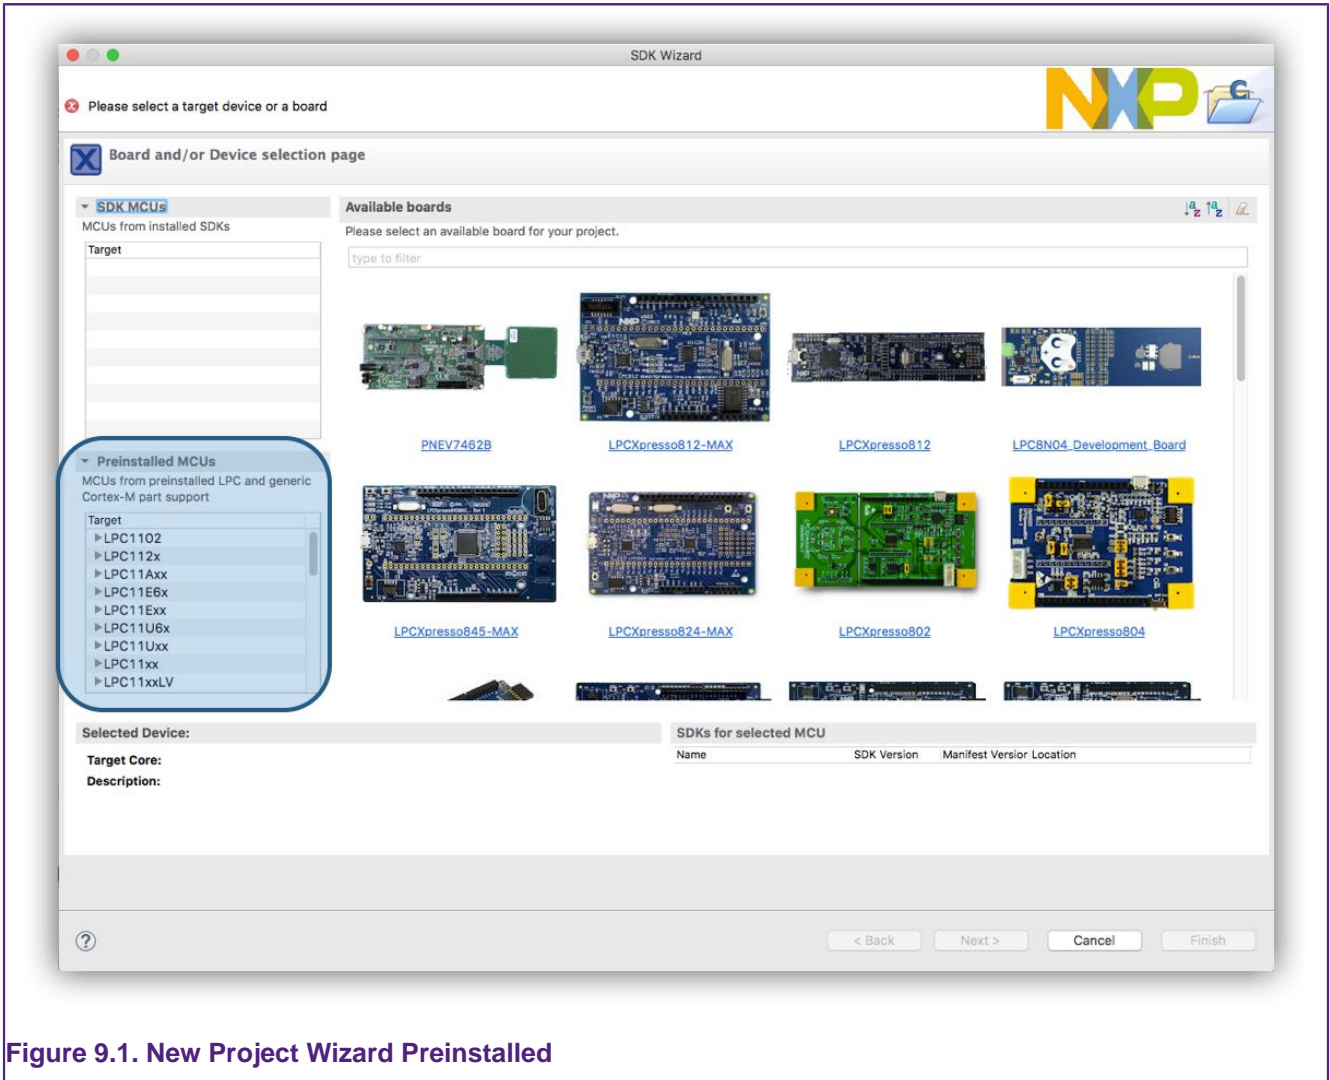 SDK Wizard
NXP
C
Please select a target device or a board
X
Board and/or Device selection page
SDK MCUs
MCUs from installed SDKs
Target
Available boards
Please select an available board for your project.
type to filter
PNEV7462B
LPCXpresso812-MAX
LPCXpresso812
LPC8N04_Development_Board
Preinstalled MCUs
MCUs from preinstalled LPC and generic
Cortex-M part support
Target
LPC1102
LPC112x
LPC11Axx
LPC11E6x
LPC11Exx
LPC11U6x
LPC11Uxx
LPC11xx
LPC11xxLV
LPCXpresso845-MAX
LPCXpresso824-MAX
LPCXpresso802
LPCXpresso804
Selected Device:
Target Core:
Description:
SDKs for selected MCU
Name SDK Version Manifest Versior Location
?
< Back Next > Cancel Finish
Figure 9.1. New Project Wizard Preinstalled